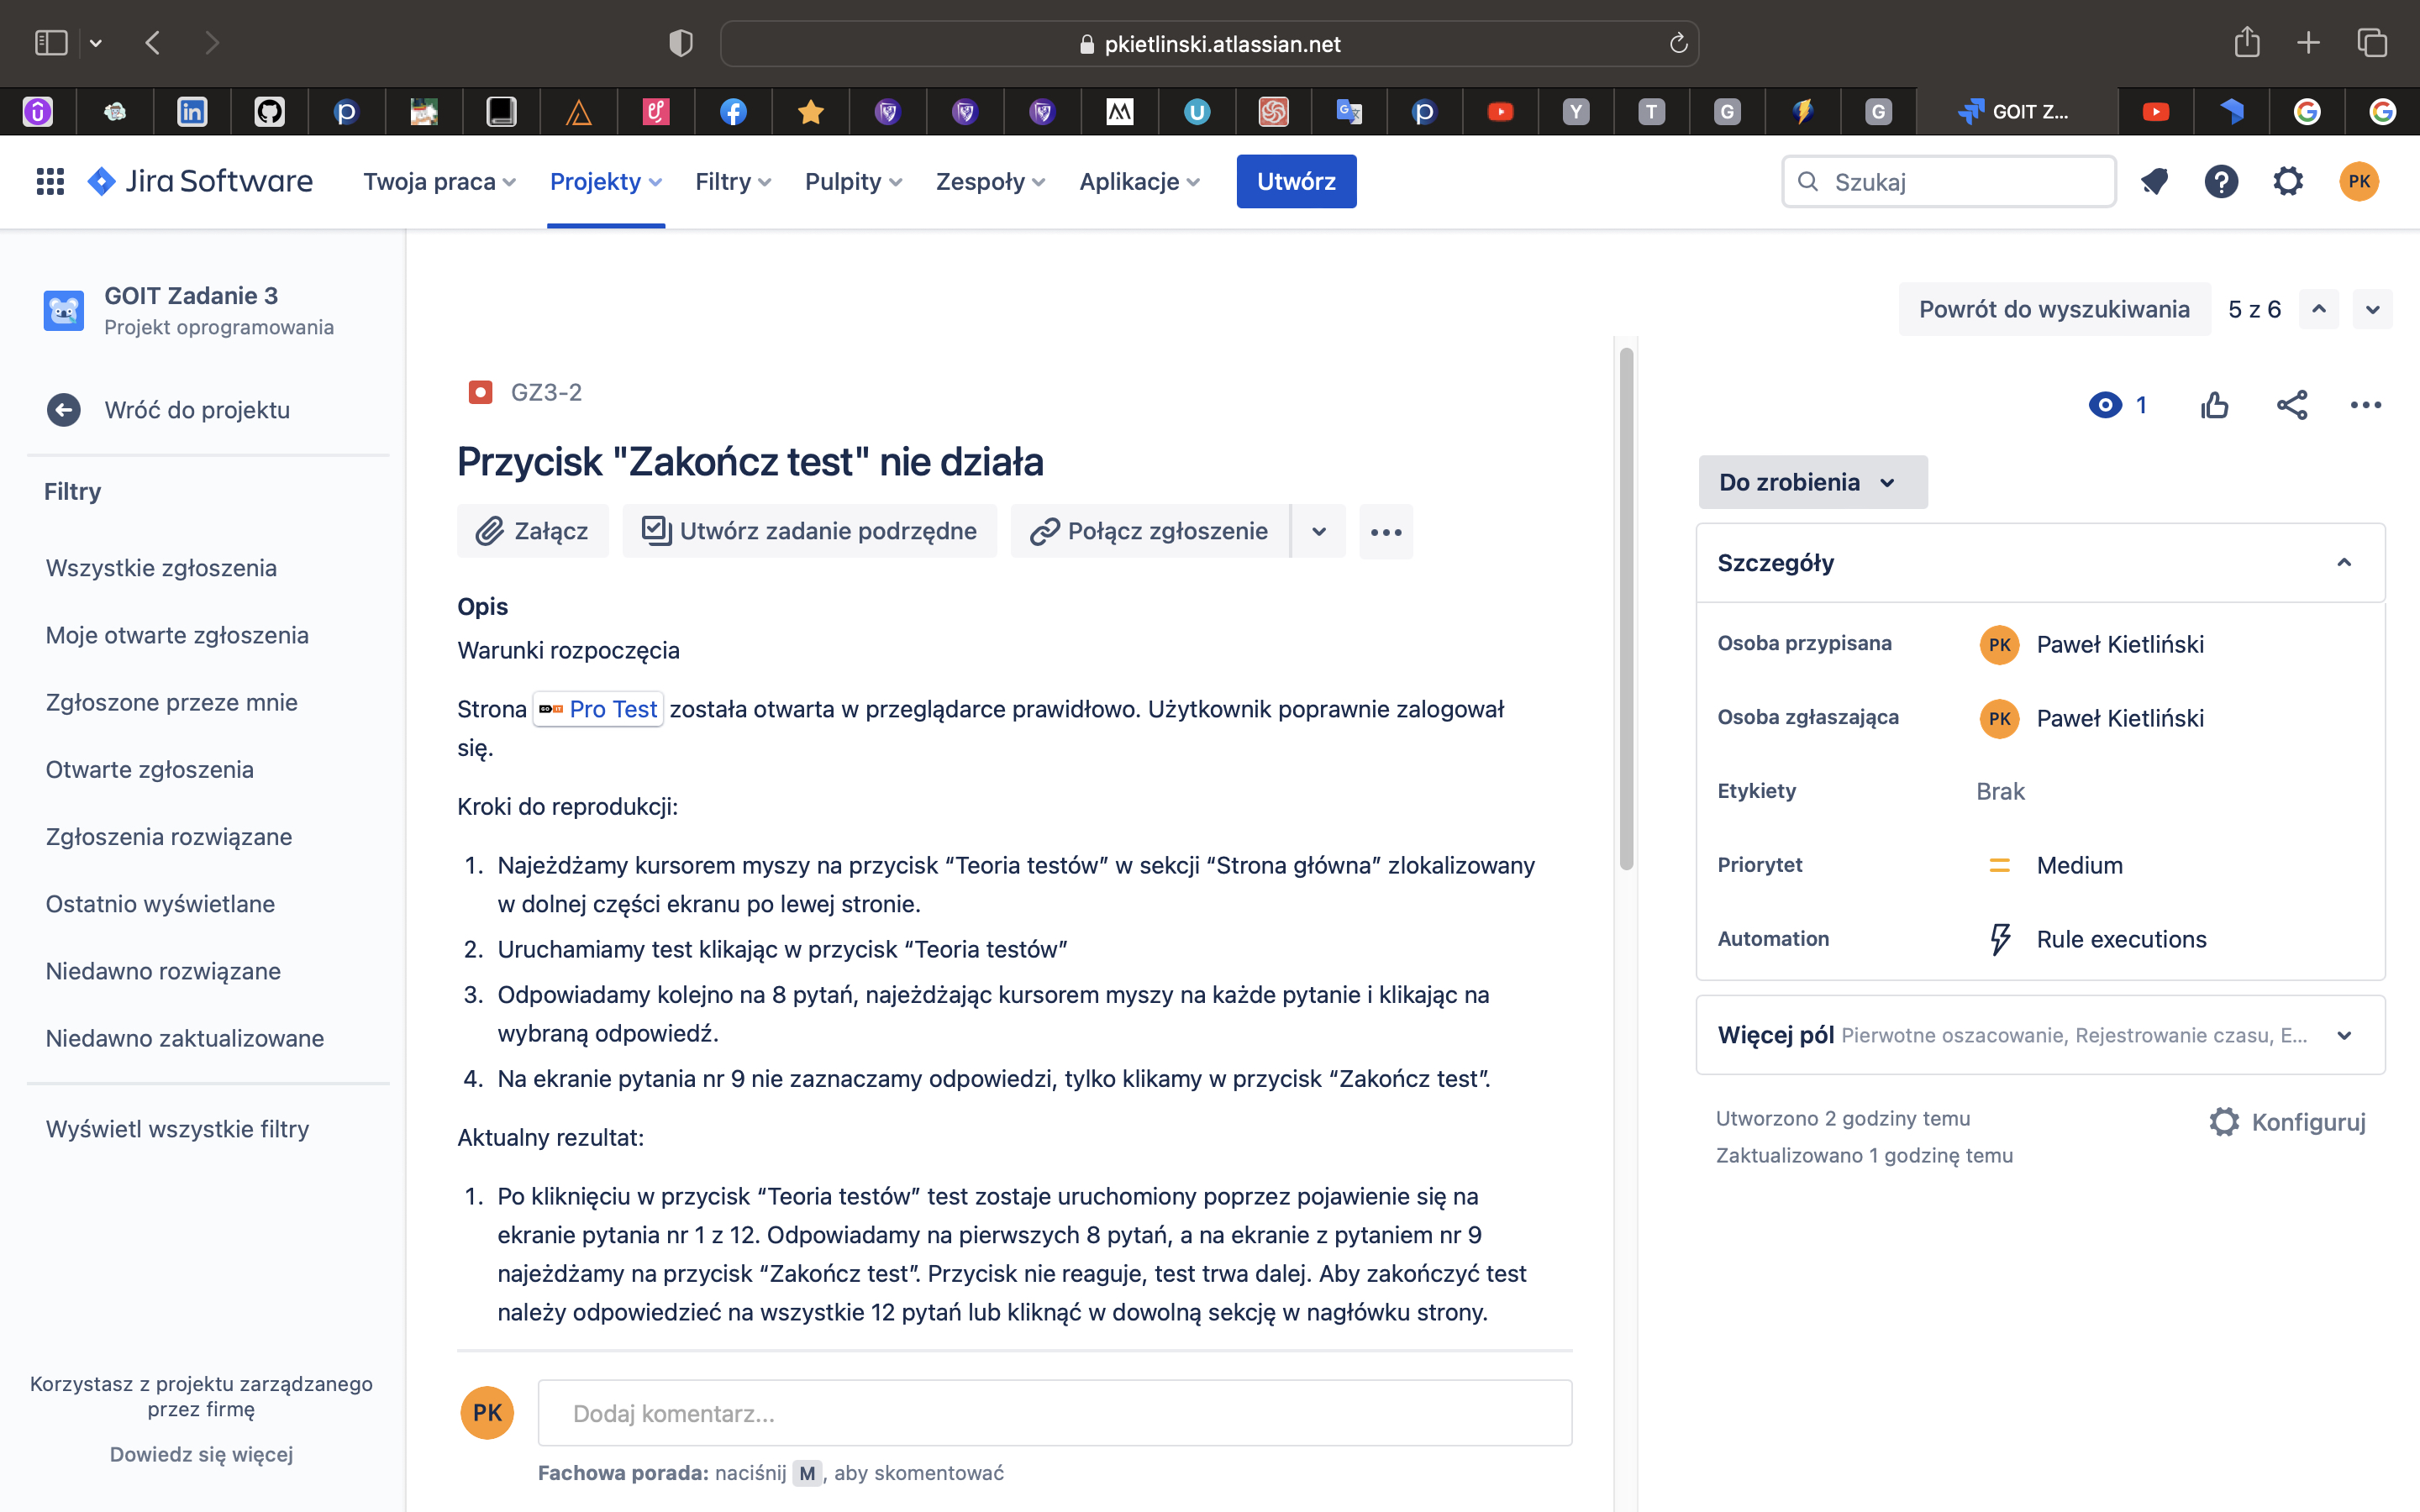 pkietlinski.atlassian.net
GOIT Z...
Jira Software
Twoja praca
Projekty
Filtry
Pulpity
Zespoły
Aplikacje
Utwórz
Szukaj
PK
GOIT Zadanie 3
Projekt oprogramowania
Wróć do projektu
Filtry
Wszystkie zgłoszenia
Moje otwarte zgłoszenia
Zgłoszone przeze mnie
Otwarte zgłoszenia
Zgłoszenia rozwiązane
Ostatnio wyświetlane
Niedawno rozwiązane
Niedawno zaktualizowane
Wyświetl wszystkie filtry
Korzystasz z projektu zarządzanego
przez firmę
Dowiedz się więcej
Powrót do wyszukiwania
5 z 6
GZ3-2
Przycisk "Zakończ test" nie działa
Załącz
Utwórz zadanie podrzędne
Połącz zgłoszenie
Opis
Warunki rozpoczęcia
Strona Pro Test została otwarta w przeglądarce prawidłowo. Użytkownik poprawnie zalogował
się.
Kroki do reprodukcji:
1. Najeżdżamy kursorem myszy na przycisk “Teoria testów” w sekcji “Strona główna” zlokalizowany
w dolnej części ekranu po lewej stronie.
2. Uruchamiamy test klikając w przycisk “Teoria testów”
3. Odpowiadamy kolejno na 8 pytań, najeżdżając kursorem myszy na każde pytanie i klikając na
wybraną odpowiedź.
4. Na ekranie pytania nr 9 nie zaznaczamy odpowiedzi, tylko klikamy w przycisk “Zakończ test”.
Aktualny rezultat:
1. Po kliknięciu w przycisk “Teoria testów” test zostaje uruchomiony poprzez pojawienie się na
ekranie pytania nr 1 z 12. Odpowiadamy na pierwszych 8 pytań, a na ekranie z pytaniem nr 9
najeżdżamy na przycisk “Zakończ test”. Przycisk nie reaguje, test trwa dalej. Aby zakończyć test
należy odpowiedzieć na wszystkie 12 pytań lub kliknąć w dowolną sekcję w nagłówku strony.
PK
Dodaj komentarz...
Fachowa porada: naciśnij M, aby skomentować
1
Do zrobienia
Szczegóły
Osoba przypisana
PK Paweł Kietliński
Osoba zgłaszająca
PK Paweł Kietliński
Etykiety
Brak
Priorytet
Medium
Automation
Rule executions
Więcej pól Pierwotne oszacowanie, Rejestrowanie czasu, E...
Utworzono 2 godziny temu
Zaktualizowano 1 godzinę temu
Konfiguruj